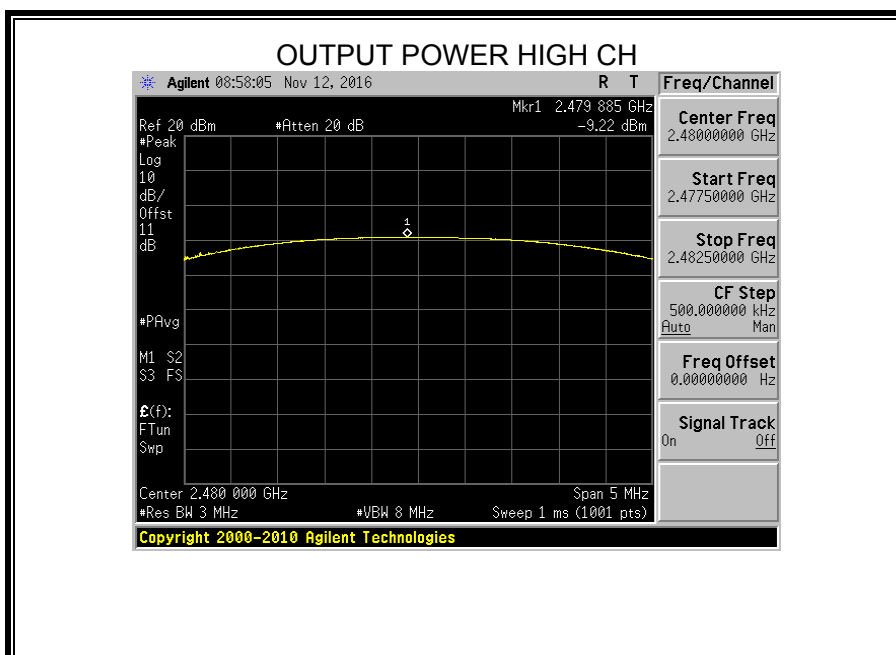 OUTPUT POWER HIGH CH
Agilent 08:58:05 Nov 12, 2016 R T
Freq/Channel
Mkr1 2.479 885 GHz
Ref 20 dBm #Atten 20 dB -9.22 dBm
#Peak
Log
10
dB/
Offst
11
dB
1
#PAvg
M1 S2
S3 FS
£(f):
FTun
Swp
Center 2.480 000 GHz Span 5 MHz
#Res BW 3 MHz #VBW 8 MHz Sweep 1 ms (1001 pts)
Center Freq
2.48000000 GHz
Start Freq
2.47750000 GHz
Stop Freq
2.48250000 GHz
CF Step
500.000000 kHz
Auto Man
Freq Offset
0.00000000 Hz
Signal Track
On Off
Copyright 2000-2010 Agilent Technologies